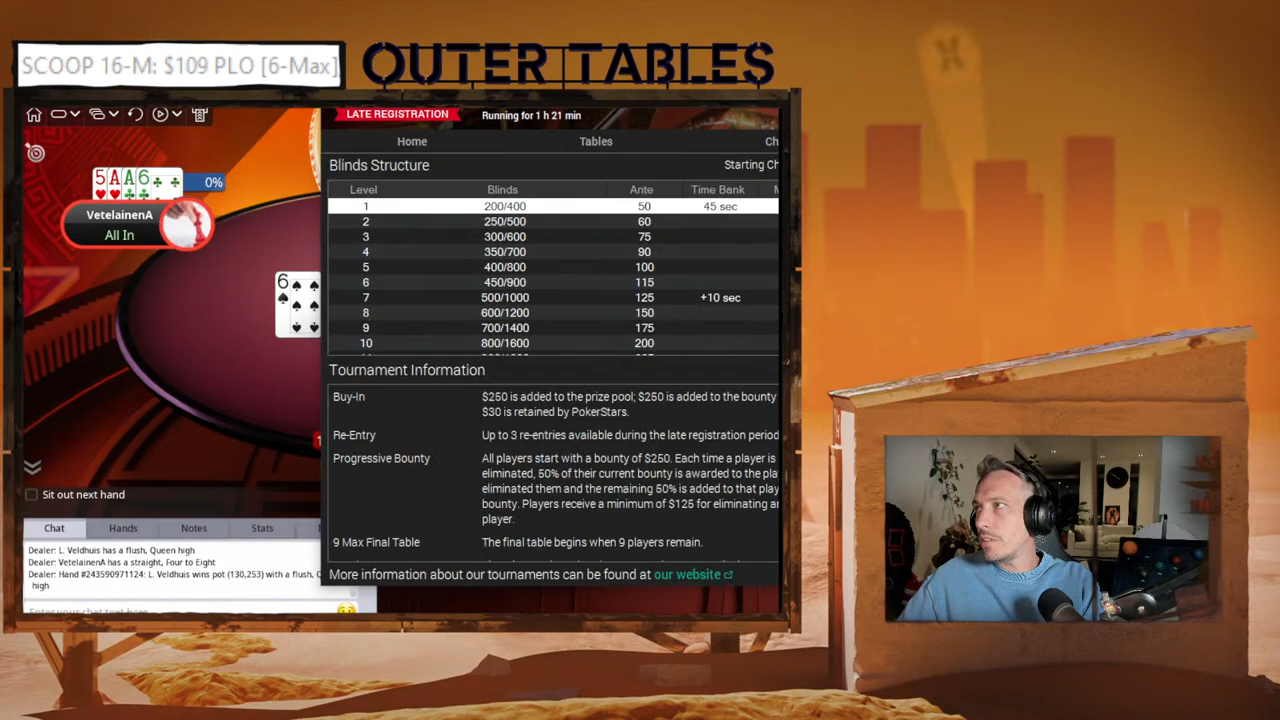 SCOOP 16-M: $109 PLO [6-Max]
OUTER TABLES
LATE REGISTRATION
Running for 1 h 21 min
Home
Tables
Blinds Structure
Level Blinds Ante Time Bank
1 200/400 50 45 sec
2 250/500 60
3 300/600 75
4 350/700 90
5 400/800 100
6 450/900 115
7 500/1000 125 +10 sec
8 600/1200 150
9 700/1400 175
10 800/1600 200
Tournament Information
Buy-In $250 is added to the prize pool; $250 is added to the bounty
$30 is retained by PokerStars.
Re-Entry Up to 3 re-entries available during the late registration period
Progressive Bounty All players start with a bounty of $250. Each time a player is
eliminated, 50% of their current bounty is awarded to the
eliminated them and the remaining 50% is added to that
bounty. Players receive a minimum of $125 for eliminating
player.
9 Max Final Table The final table begins when 9 players remain.
More information about our tournaments can be found at our website
5 A A 6
0%
VetelainenA
All In
6
Sit out next hand
Chat Hands Notes Stats
Dealer: L. Veldhuis has a flush, Queen high
Dealer: VetelainenA has a straight, Four to Eight
Dealer: Hand #243590971124: L. Veldhuis wins pot (130,253) with a flush,
high
Enter your chat text here